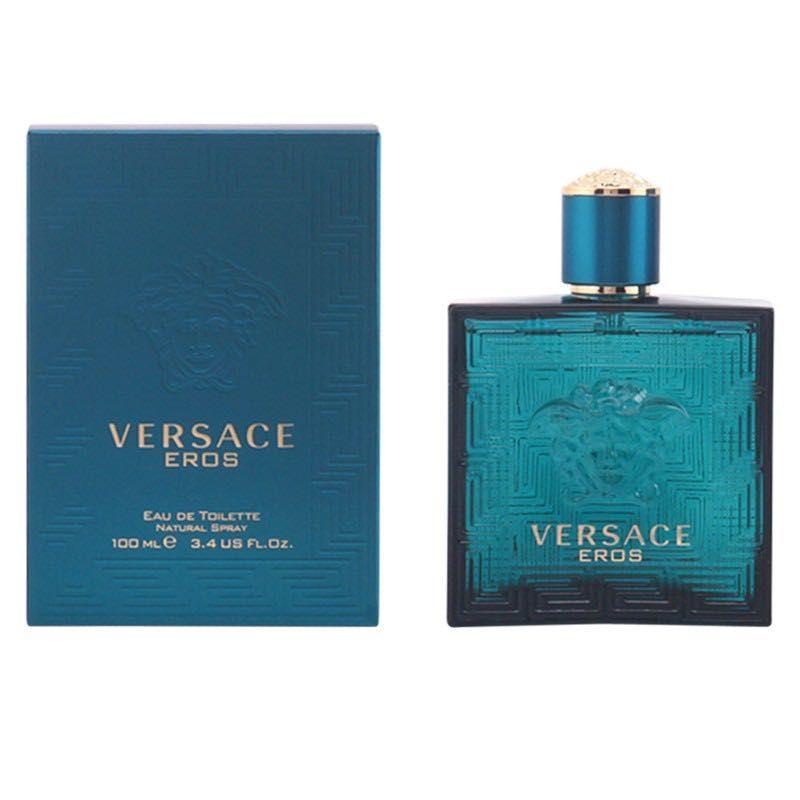 VERSACE
EROS
EAU DE TOILETTE
NATURAL SPRAY
100 ML ℮ 3.4 US FL.OZ.
VERSACE
EROS